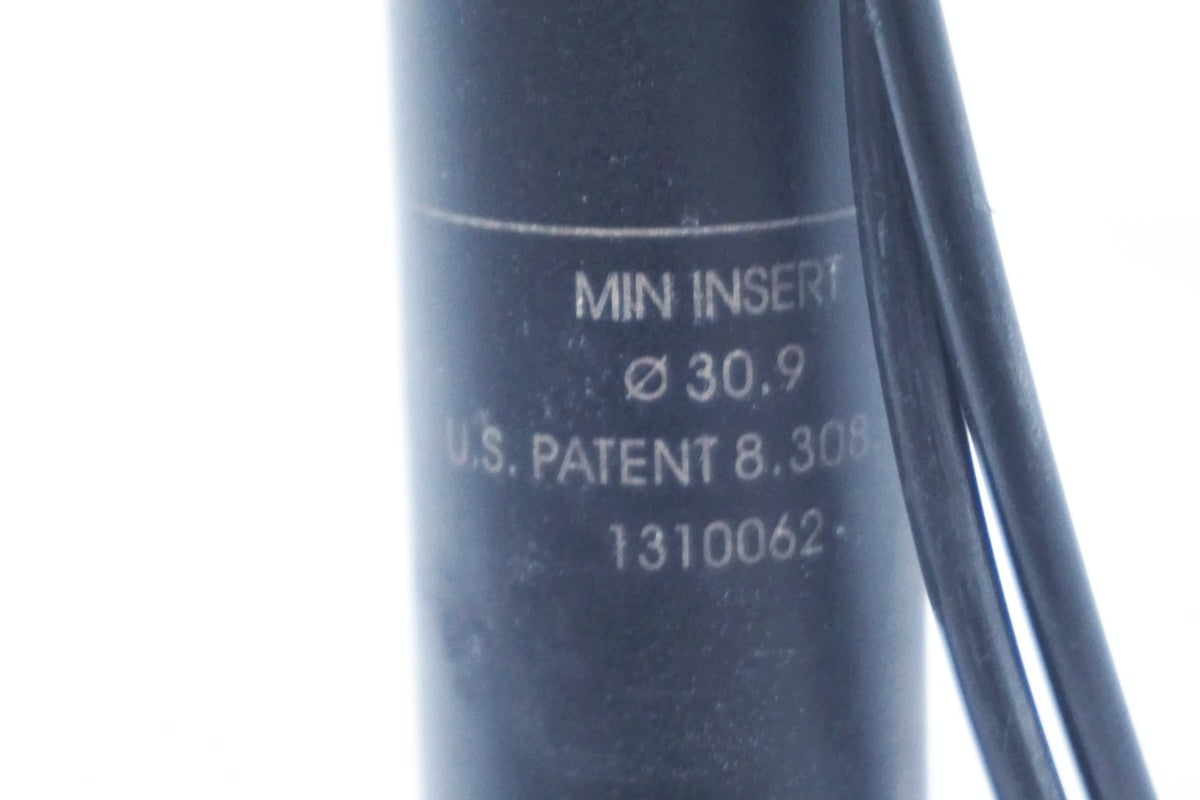 MIN INSERT
Ø 30.9
U.S. PATENT 8.308
1310062